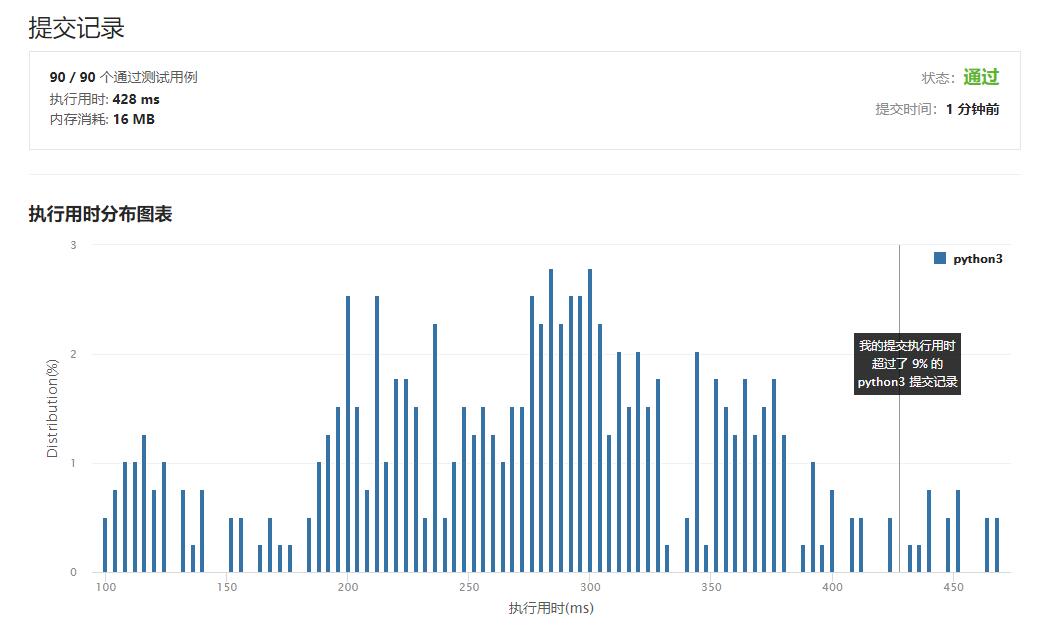 提交记录
90 / 90 个通过测试用例
状态：通过
执行用时: 428 ms
提交时间：1 分钟前
内存消耗: 16 MB
执行用时分布图表
3
python3
我的提交执行用时
超过了 9% 的
python3 提交记录
2
Distribution(%)
1
0
100 150 200 250 300 350 400 450
执行用时(ms)